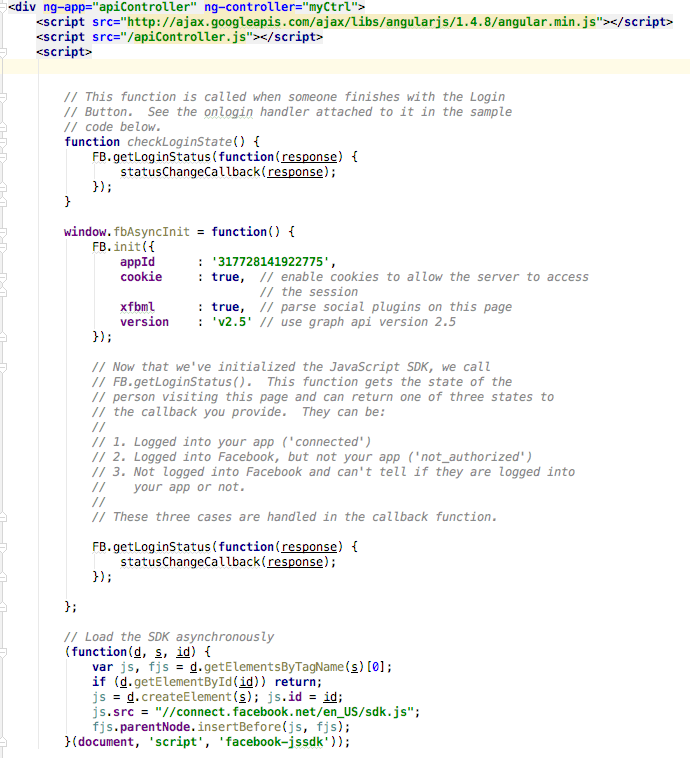 <div ng-app="apiController" ng-controller="myCtrl">
    <script src="http://ajax.googleapis.com/ajax/libs/angularjs/1.4.8/angular.min.js"></script>
    <script src="/apiController.js"></script>
    <script>

        // This function is called when someone finishes with the Login
        // Button.  See the onlogin handler attached to it in the sample
        // code below.
        function checkLoginState() {
            FB.getLoginStatus(function(response) {
                statusChangeCallback(response);
            });
        }

        window.fbAsyncInit = function() {
            FB.init({
                appId      : '317728141922775',
                cookie     : true,  // enable cookies to allow the server to access
                                    // the session
                xfbml      : true,  // parse social plugins on this page
                version    : 'v2.5' // use graph api version 2.5
            });

            // Now that we've initialized the JavaScript SDK, we call
            // FB.getLoginStatus().  This function gets the state of the
            // person visiting this page and can return one of three states to
            // the callback you provide.  They can be:
            //
            // 1. Logged into your app ('connected')
            // 2. Logged into Facebook, but not your app ('not_authorized')
            // 3. Not logged into Facebook and can't tell if they are logged into
            //    your app or not.
            //
            // These three cases are handled in the callback function.

            FB.getLoginStatus(function(response) {
                statusChangeCallback(response);
            });

        };

        // Load the SDK asynchronously
        (function(d, s, id) {
            var js, fjs = d.getElementsByTagName(s)[0];
            if (d.getElementById(id)) return;
            js = d.createElement(s); js.id = id;
            js.src = "//connect.facebook.net/en_US/sdk.js";
            fjs.parentNode.insertBefore(js, fjs);
        }(document, 'script', 'facebook-jssdk'));